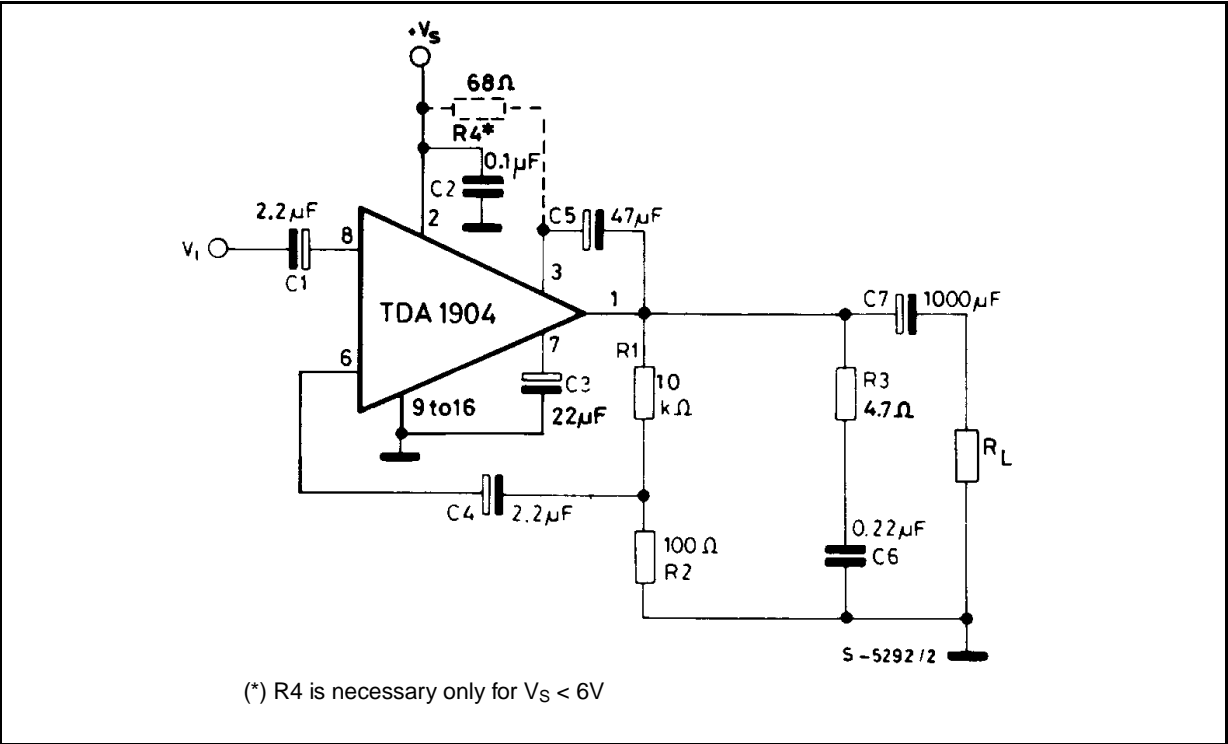 +Vs
68Ω
R4*
0.1µF
C2
2
2.2µF
C5
47µF
8
VI
C1
3
TDA 1904
1
C7
1000µF
7
R1
6
C3
10
kΩ
R3
4.7Ω
9 to16
22µF
RL
C4
2.2µF
0.22µF
C6
100Ω
R2
S-5292/2
(*) R4 is necessary only for VS < 6V